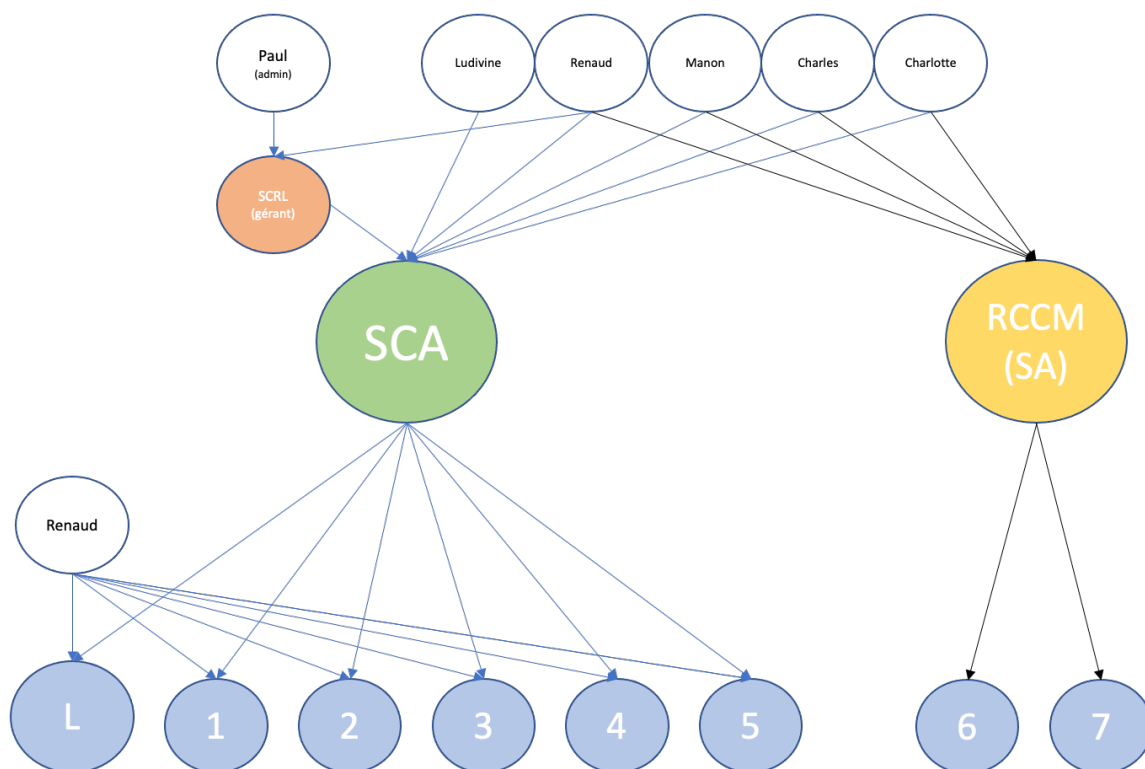 Paul
(admin)
Ludivine
Renaud
Manon
Charles
Charlotte
SCRL
(gérant)
SCA
RCCM
(SA)
Renaud
L
1
2
3
4
5
6
7